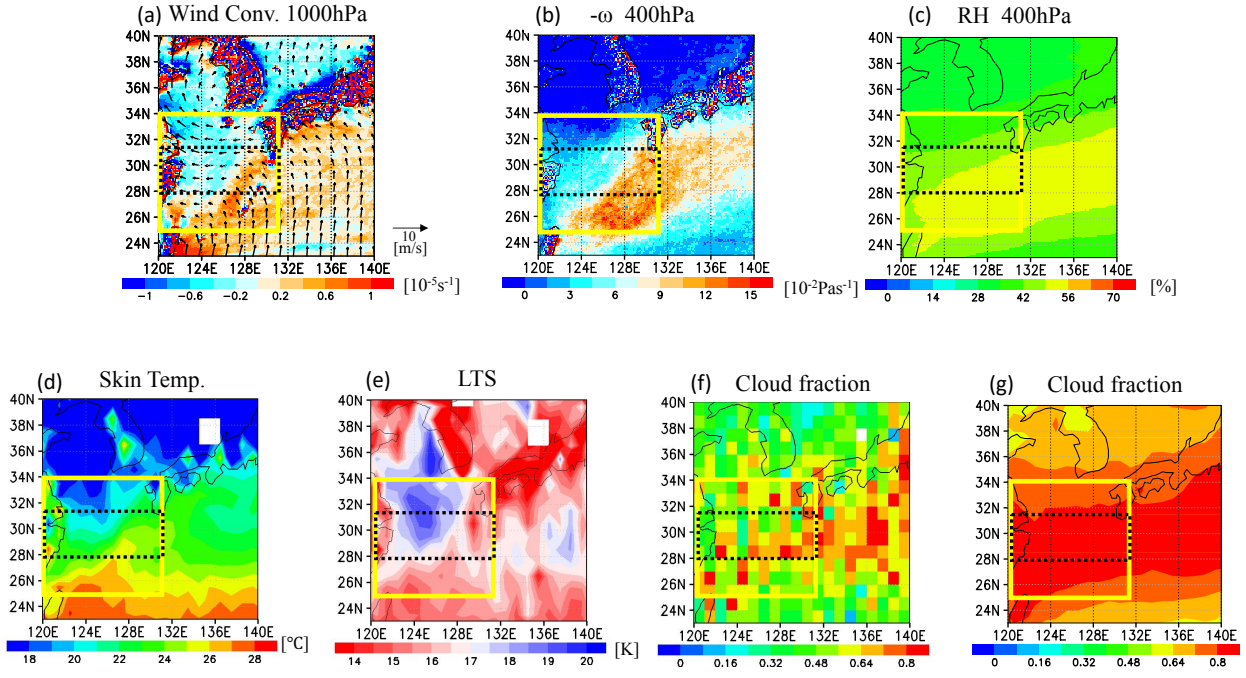 (a) Wind Conv. 1000hPa
40N
38N
36N
34N
32N
30N
28N
26N
24N
120E 124E 128E 132E 136E 140E
10
[m/s]
−1 −0.6 −0.2 0.2 0.6 1
[10-5s-1]
(b) -ω 400hPa
40N
38N
36N
34N
32N
30N
28N
26N
24N
120E 124E 128E 132E 136E 140E
0 3 6 9 12 15
[10-2Pas-1]
(c) RH 400hPa
40N
38N
36N
34N
32N
30N
28N
26N
24N
120E 124E 128E 132E 136E 140E
0 14 28 42 56 70
[%]
(d) Skin Temp.
40N
38N
36N
34N
32N
30N
28N
26N
24N
120E 124E 128E 132E 136E 140E
18 20 22 24 26 28
[°C]
(e) LTS
40N
38N
36N
34N
32N
30N
28N
26N
24N
120E 124E 128E 132E 136E 140E
14 15 16 17 18 19 20
[K]
(f) Cloud fraction
40N
38N
36N
34N
32N
30N
28N
26N
24N
120E 124E 128E 132E 136E 140E
0 0.16 0.32 0.48 0.64 0.8
(g) Cloud fraction
40N
38N
36N
34N
32N
30N
28N
26N
24N
120E 124E 128E 132E 136E 140E
0 0.16 0.32 0.48 0.64 0.8